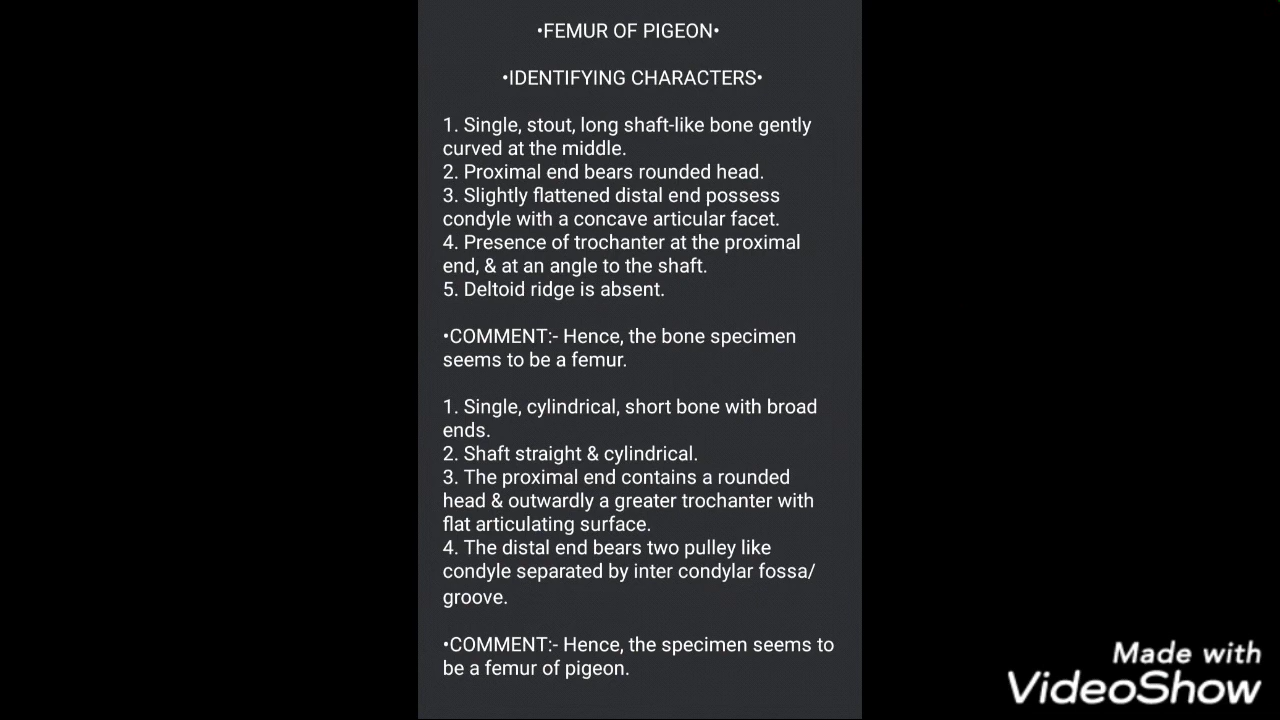 •FEMUR OF PIGEON•
•IDENTIFYING CHARACTERS•
1. Single, stout, long shaft-like bone gently
curved at the middle.
2. Proximal end bears rounded head.
3. Slightly flattened distal end possess
condyle with a concave articular facet.
4. Presence of trochanter at the proximal
end, & at an angle to the shaft.
5. Deltoid ridge is absent.
•COMMENT:- Hence, the bone specimen
seems to be a femur.
1. Single, cylindrical, short bone with broad
ends.
2. Shaft straight & cylindrical.
3. The proximal end contains a rounded
head & outwardly a greater trochanter with
flat articulating surface.
4. The distal end bears two pulley like
condyle separated by inter condylar fossa/
groove.
•COMMENT:- Hence, the specimen seems to
be a femur of pigeon.
Made with
VideoShow